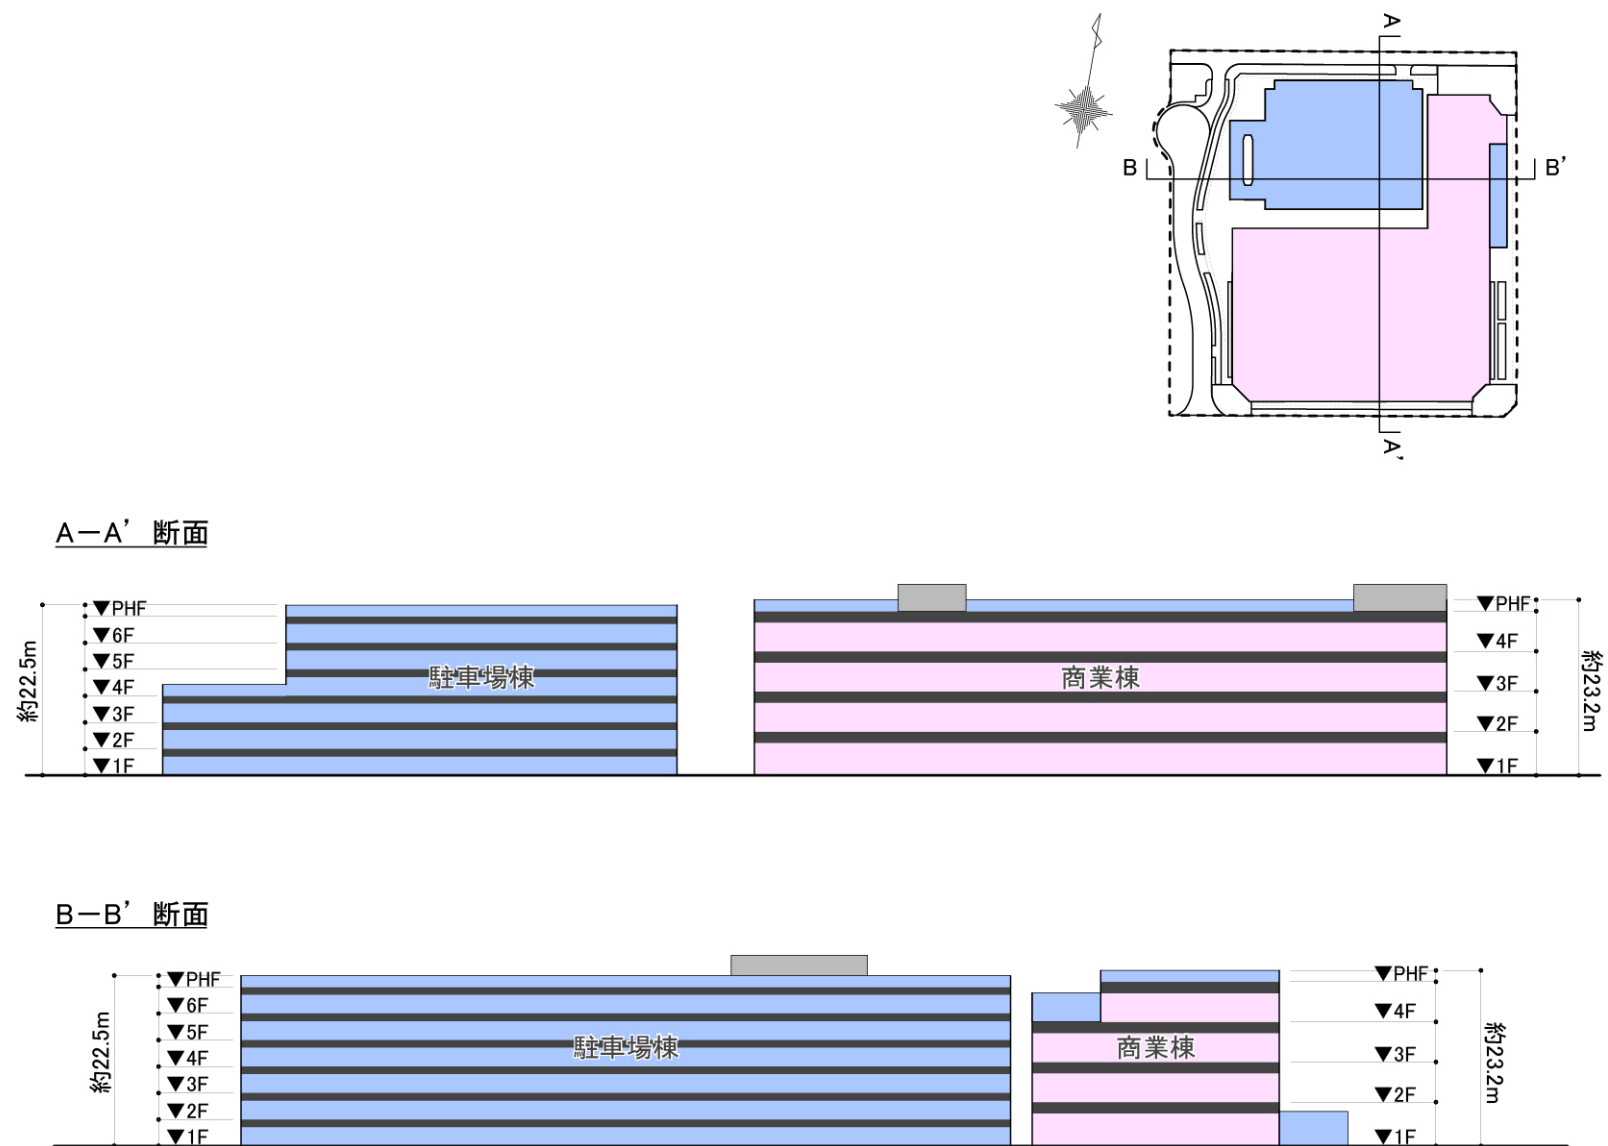 A
B
B’
A’
A－A’ 断面
約22.5m
▼PHF
▼6F
▼5F
▼4F
▼3F
▼2F
▼1F
駐車場棟
商業棟
▼PHF
▼4F
▼3F
▼2F
▼1F
約23.2m
B－B’ 断面
約22.5m
▼PHF
▼6F
▼5F
▼4F
▼3F
▼2F
▼1F
駐車場棟
商業棟
▼PHF
▼4F
▼3F
▼2F
▼1F
約23.2m